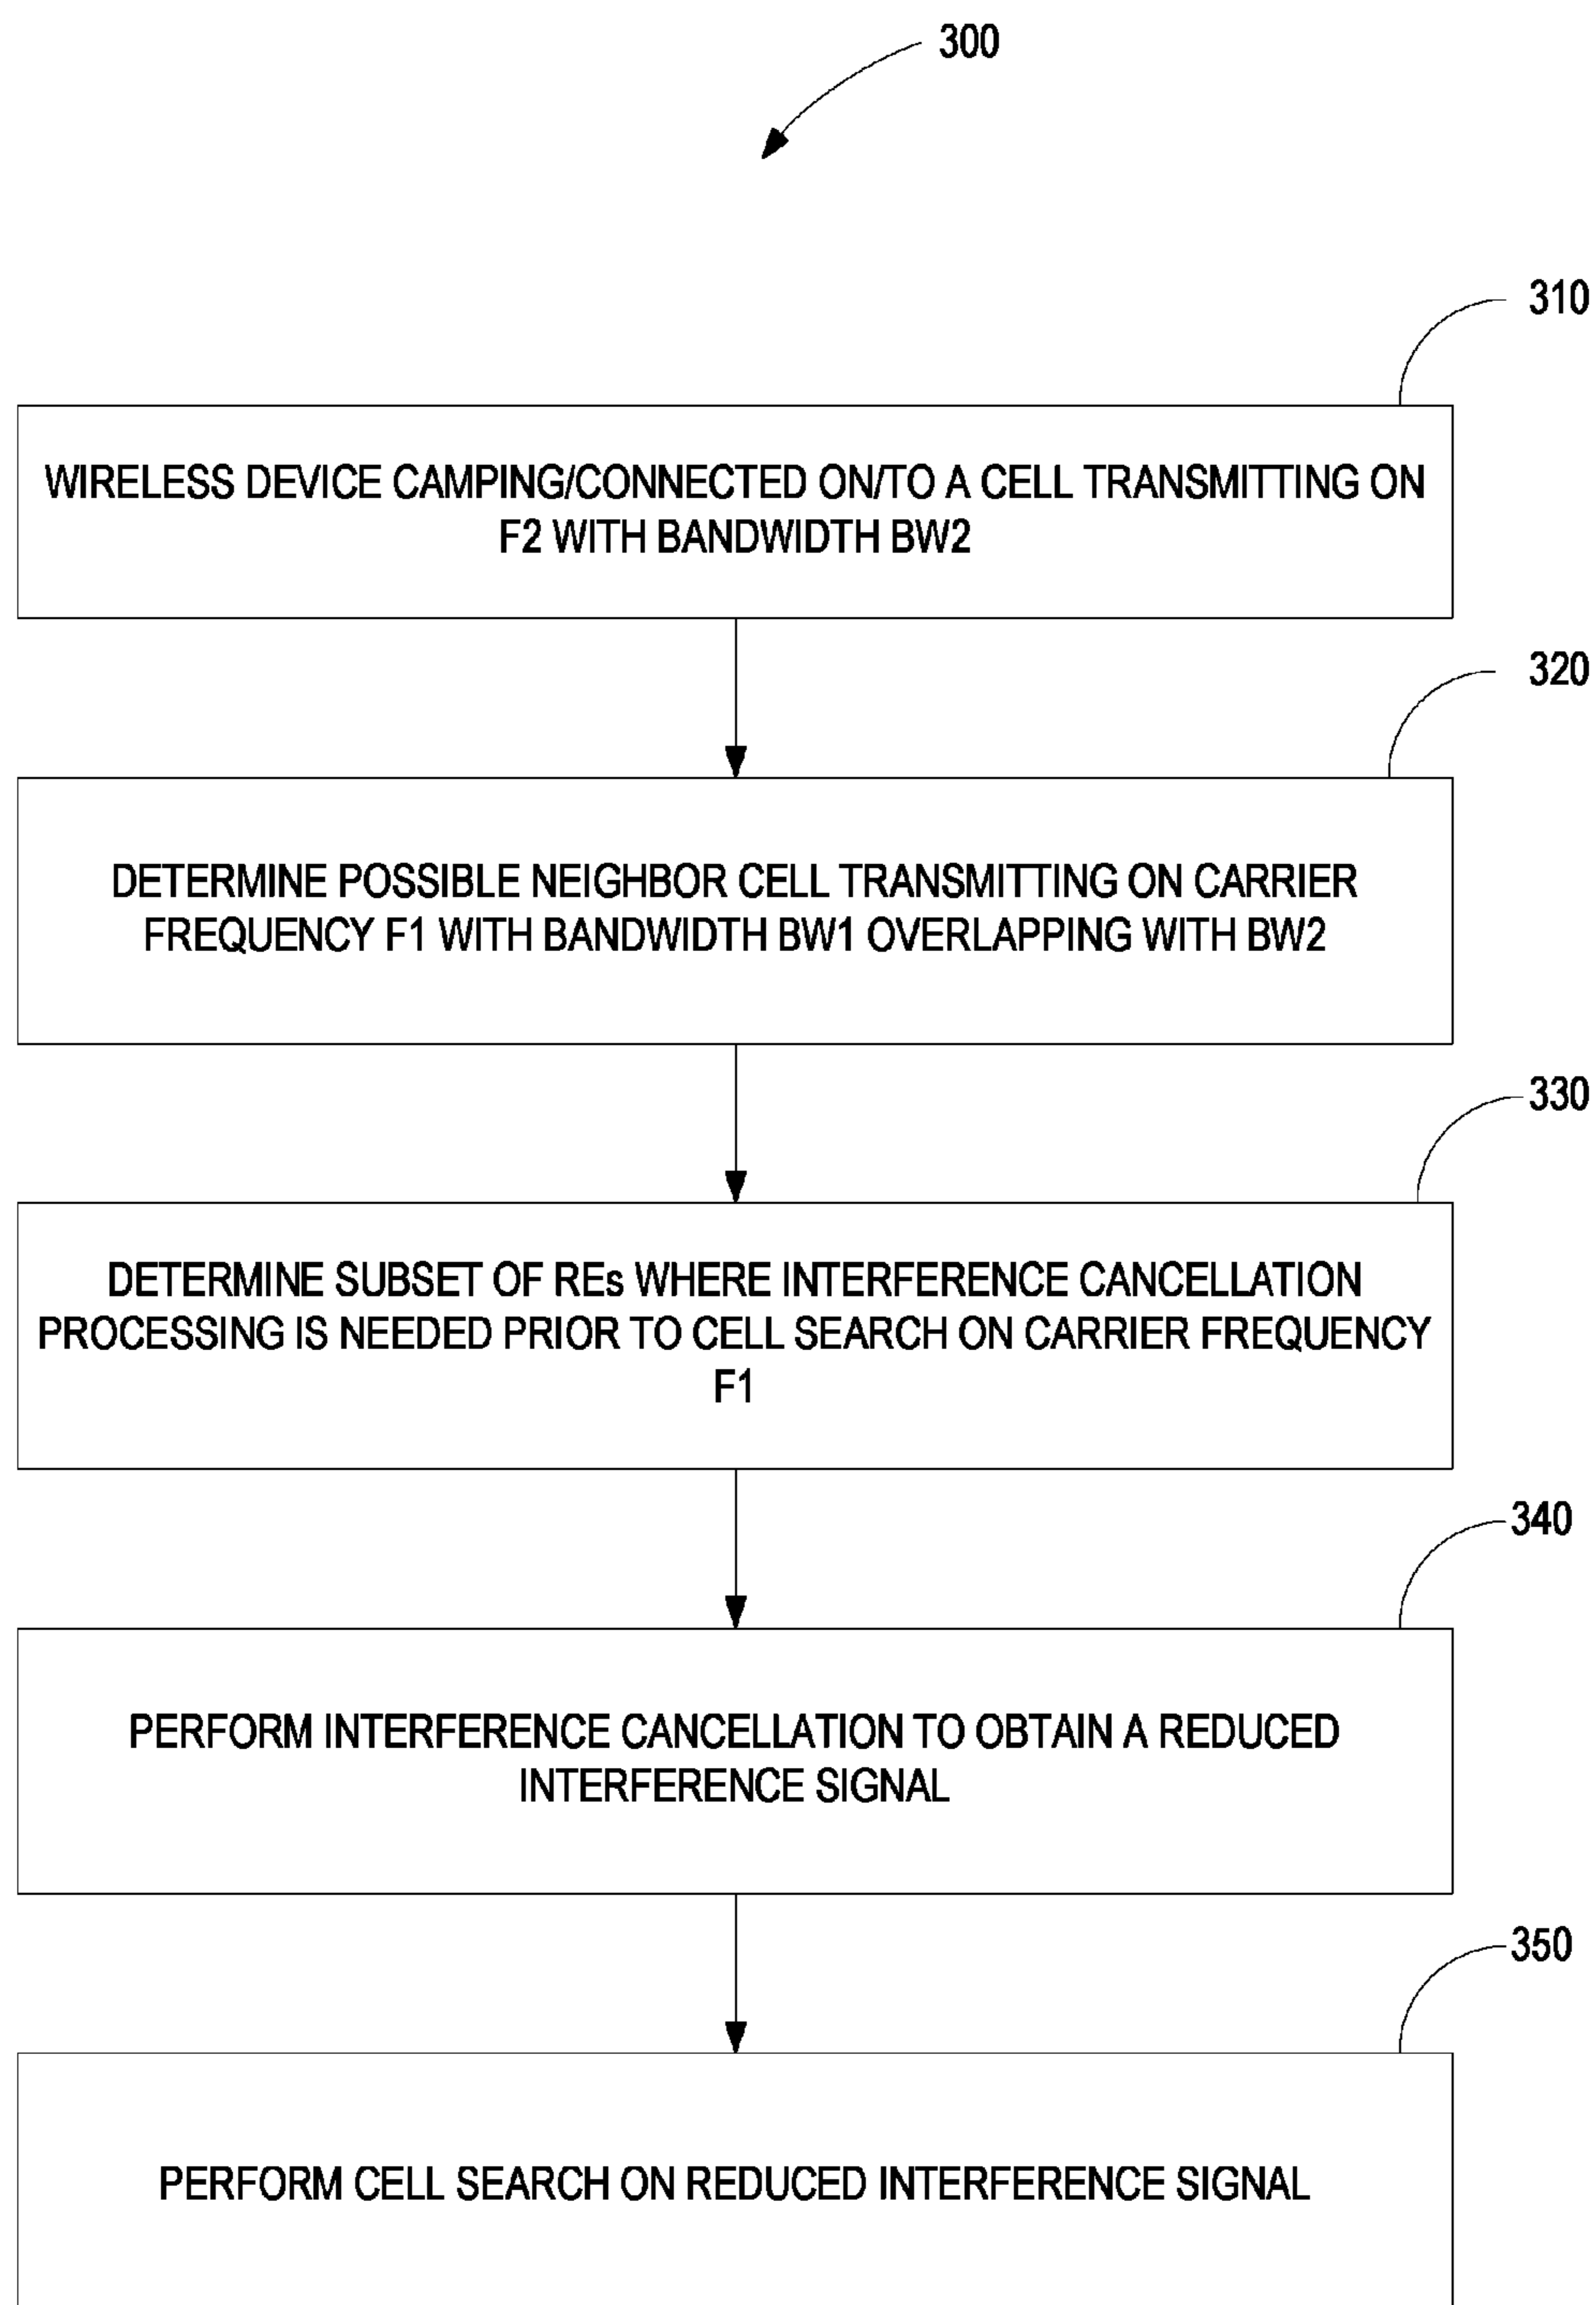 300
310
WIRELESS DEVICE CAMPING/CONNECTED ON/TO A CELL TRANSMITTING ON
F2 WITH BANDWIDTH BW2
320
DETERMINE POSSIBLE NEIGHBOR CELL TRANSMITTING ON CARRIER
FREQUENCY F1 WITH BANDWIDTH BW1 OVERLAPPING WITH BW2
330
DETERMINE SUBSET OF REs WHERE INTERFERENCE CANCELLATION
PROCESSING IS NEEDED PRIOR TO CELL SEARCH ON CARRIER FREQUENCY
F1
340
PERFORM INTERFERENCE CANCELLATION TO OBTAIN A REDUCED
INTERFERENCE SIGNAL
350
PERFORM CELL SEARCH ON REDUCED INTERFERENCE SIGNAL